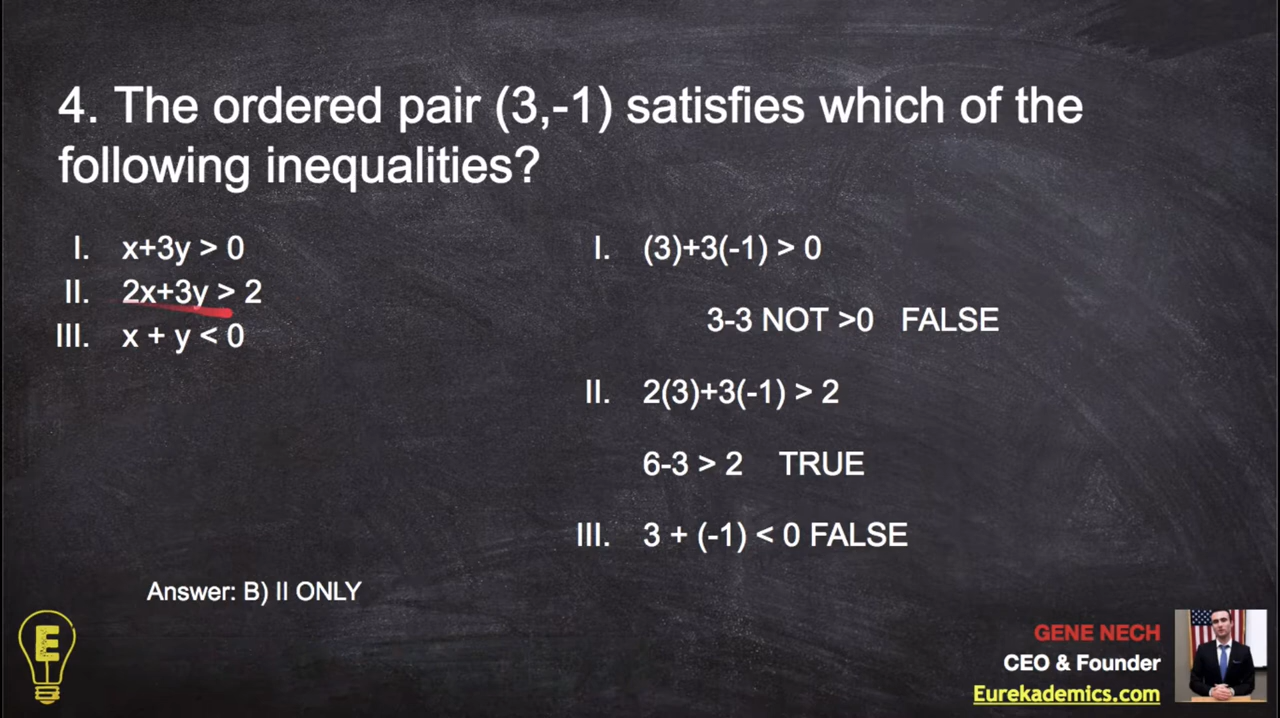 4. The ordered pair (3,-1) satisfies which of the
following inequalities?
I. x+3y > 0
II. 2x+3y > 2
III. x + y < 0
I. (3)+3(-1) > 0
3-3 NOT >0 FALSE
II. 2(3)+3(-1) > 2
6-3 > 2 TRUE
III. 3 + (-1) < 0 FALSE
Answer: B) II ONLY
E
GENE NECH
CEO & Founder
Eurekademics.com